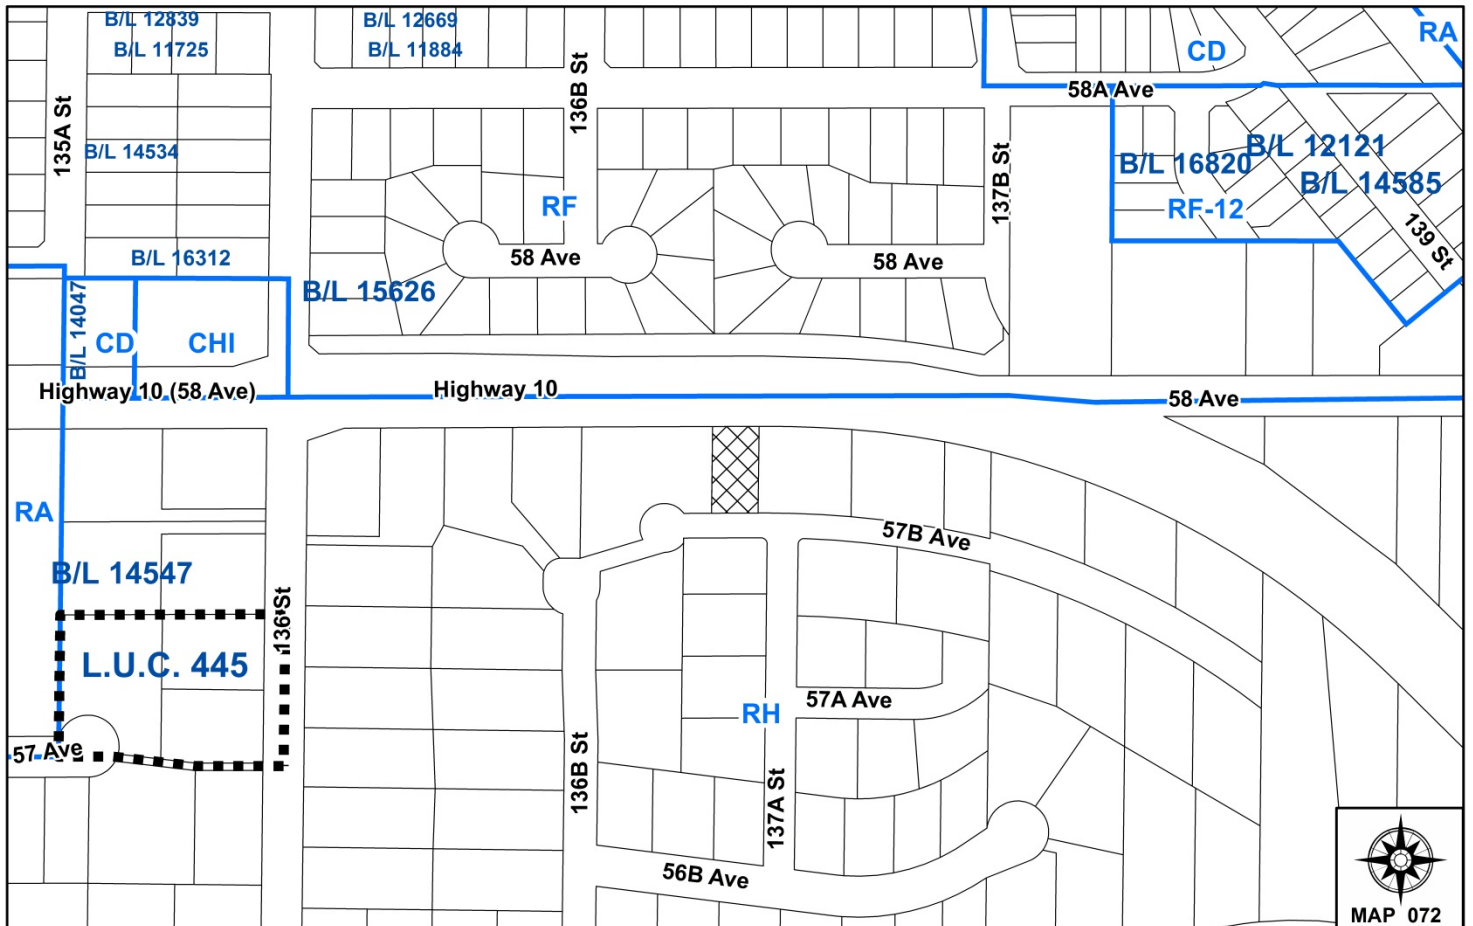 B/L 12839
B/L 11725
B/L 12669
B/L 11884
CD
RA
135A St
136B St
58A Ave
B/L 14534
137B St
B/L 16820
B/L 12121
B/L 14585
RF
RF-12
139 St
B/L 16312
58 Ave
58 Ave
B/L 14047
B/L 15626
CD
CHI
Highway 10 (58 Ave)
Highway 10
58 Ave
RA
57B Ave
B/L 14547
136 St
L.U.C. 445
57A Ave
RH
57 Ave
136B St
137A St
56B Ave
MAP 072